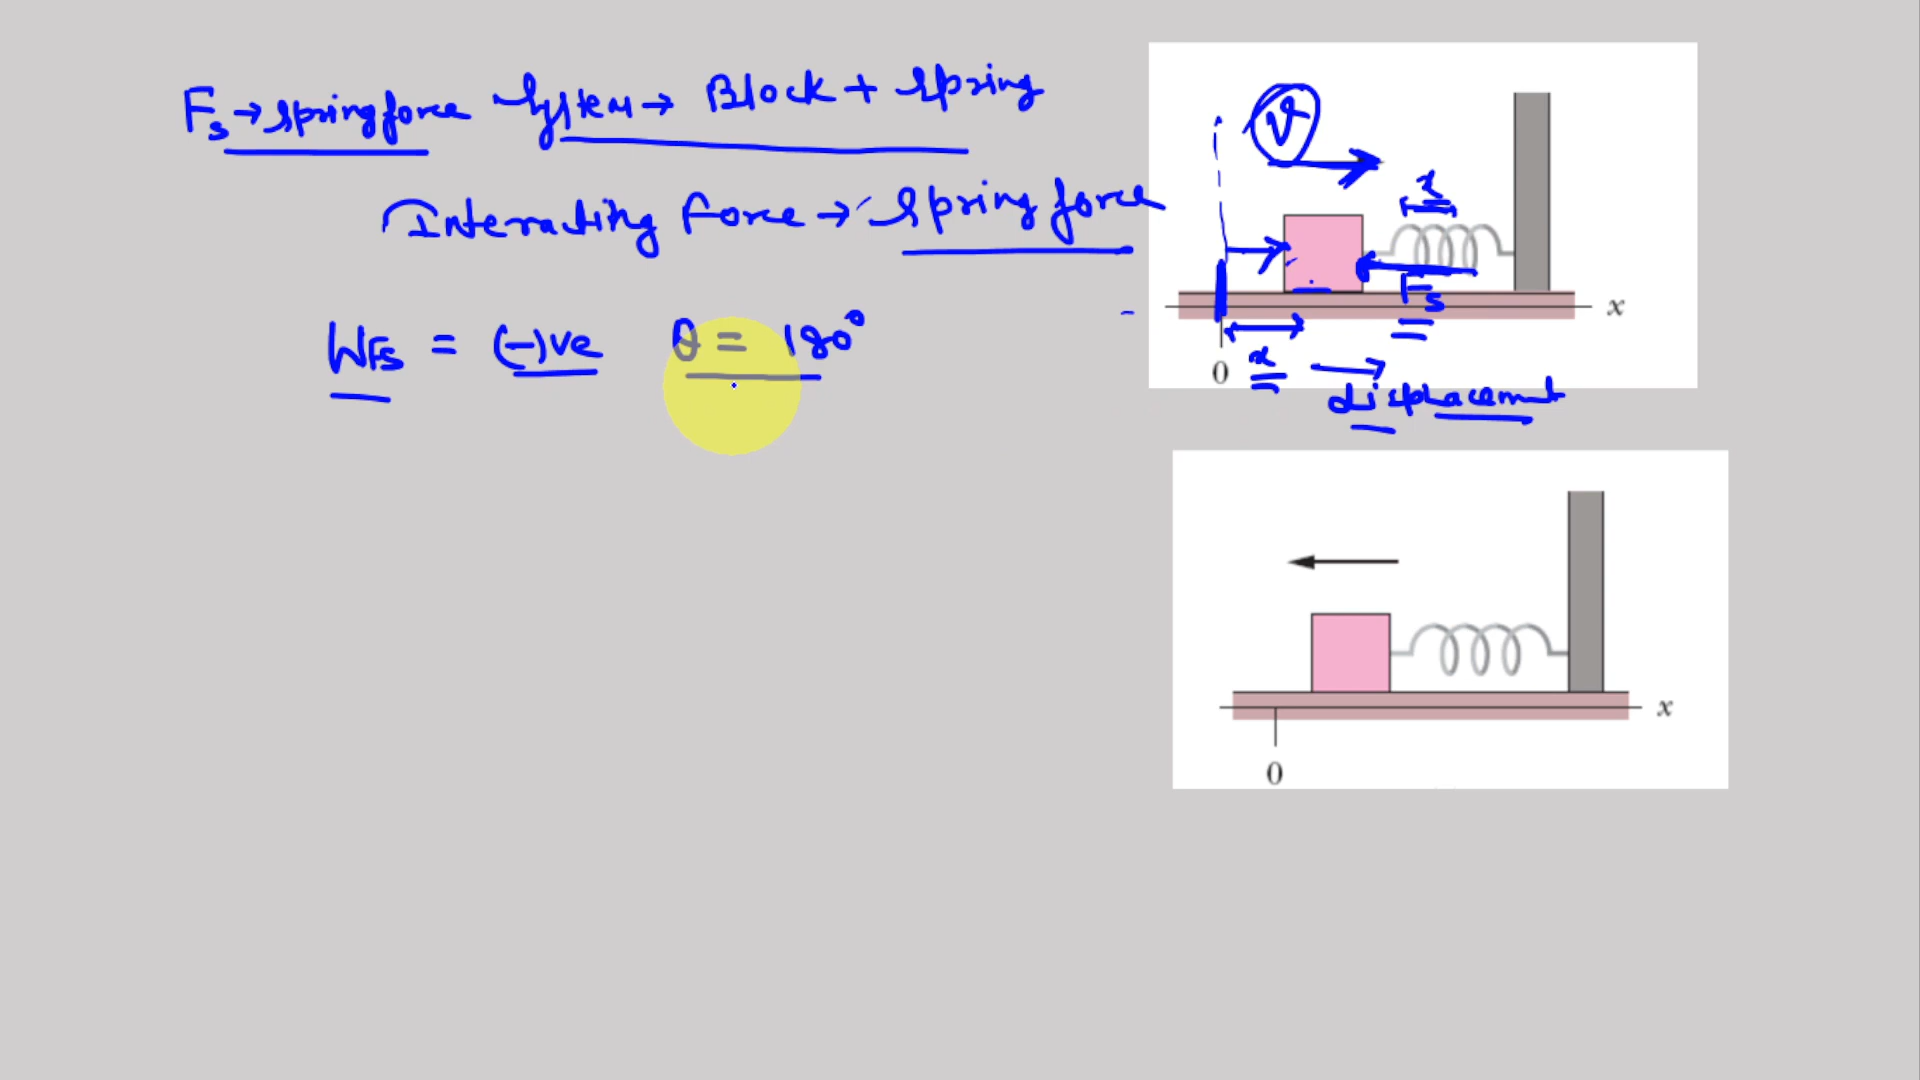 Fs → spring force System → Block + spring
Interacting force → spring force
WFs = (-)ve θ = 180°
v
x
Fs
x
0
x
displacement
x
0